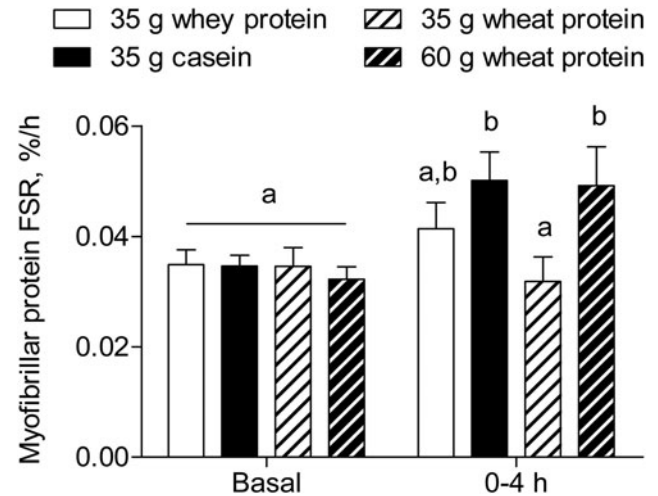 35 g whey protein 35 g wheat protein
35 g casein 60 g wheat protein
Myofibrillar protein FSR, %/h
0.06
0.04
0.02
0.00
a
a,b
b
a
b
Basal 0-4 h